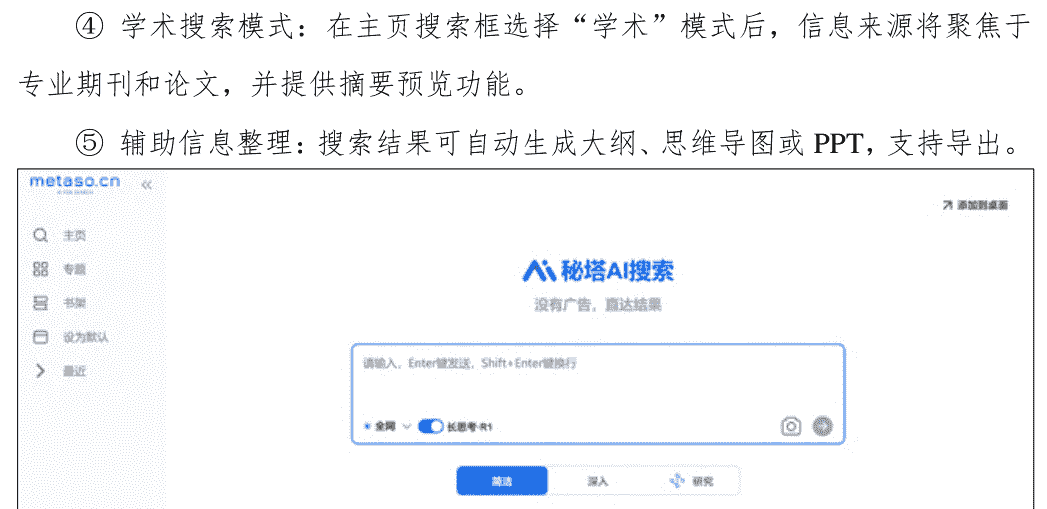 ④ 学术搜索模式：在主页搜索框选择“学术”模式后，信息来源将聚焦于
专业期刊和论文，并提供摘要预览功能。
⑤ 辅助信息整理：搜索结果可自动生成大纲、思维导图或 PPT，支持导出。
metaso.cn
添加到桌面
主页
专题
书架
设为默认
最近
秘塔AI搜索
没有广告，直达结果
请输入，Enter键发送，Shift+Enter键换行
全网 长思考·R1
简洁 深入 研究